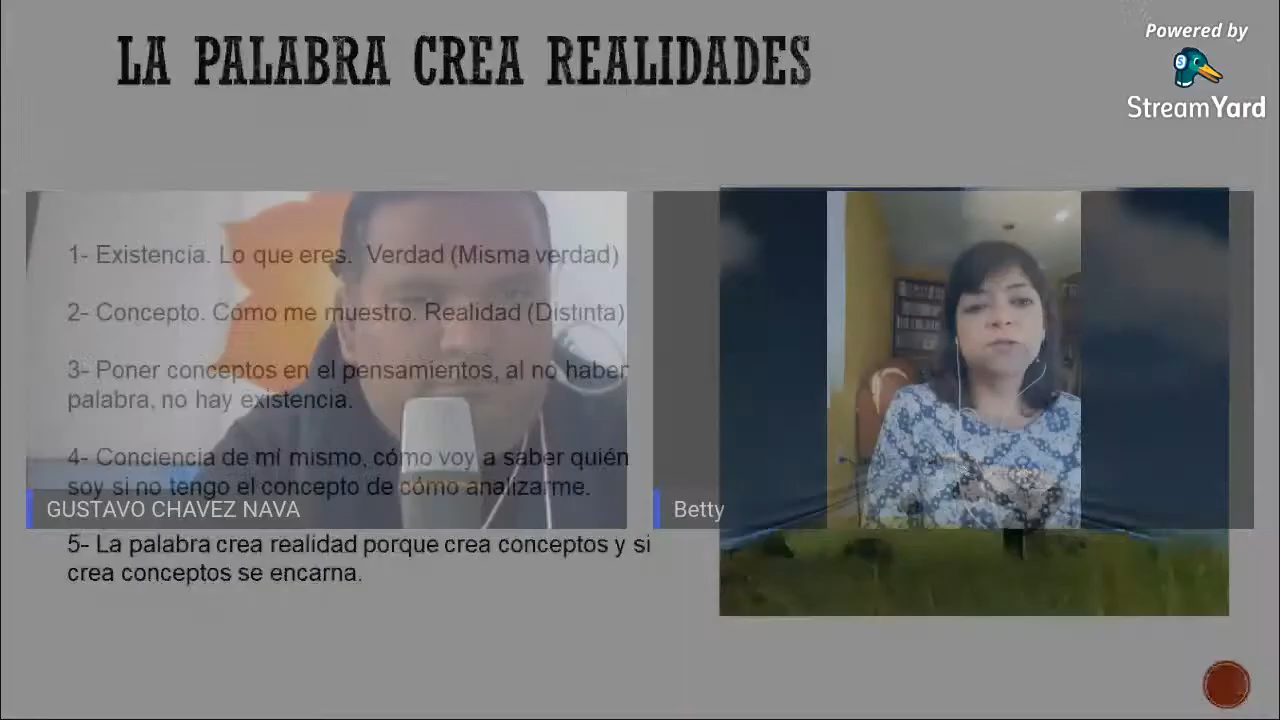 LA PALABRA CREA REALIDADES
Powered by
StreamYard
1- Existencia. Lo que eres. Verdad (Misma verdad)
2- Concepto. Cómo me muestro. Realidad (Distinta)
3- Poner conceptos en el pensamientos, al no haber
palabra, no hay existencia.
4- Conciencia de mí mismo, cómo voy a saber quién
soy si no tengo el concepto de cómo analizarme.
GUSTAVO CHAVEZ NAVA
Betty
5- La palabra crea realidad porque crea conceptos y si
crea conceptos se encarna.